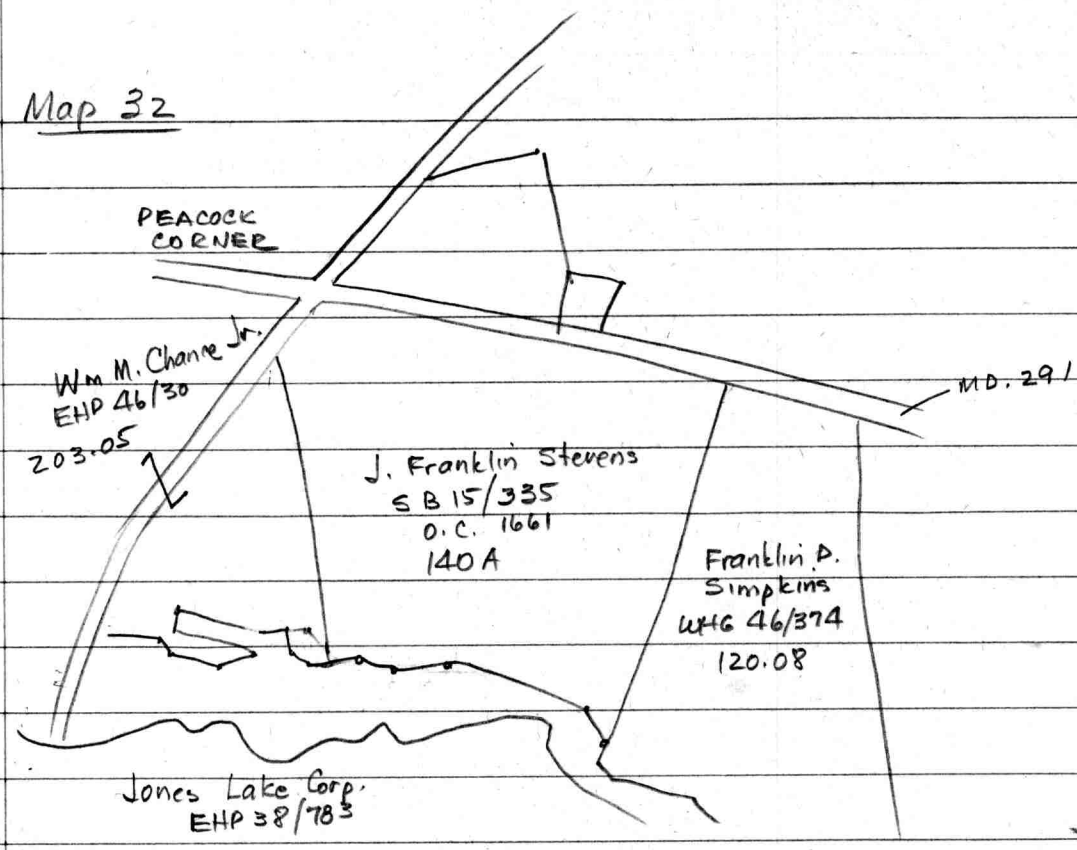 Map 32
PEACOCK
CORNER
Wm M. Chance Jr.
EHP 46/30
203.05
MD. 291
J. Franklin Stevens
S B 15/335
O.C. 1661
140 A
Franklin D.
Simpkins
WHG 46/374
120.08
Jones Lake Corp.
EHP 38/783